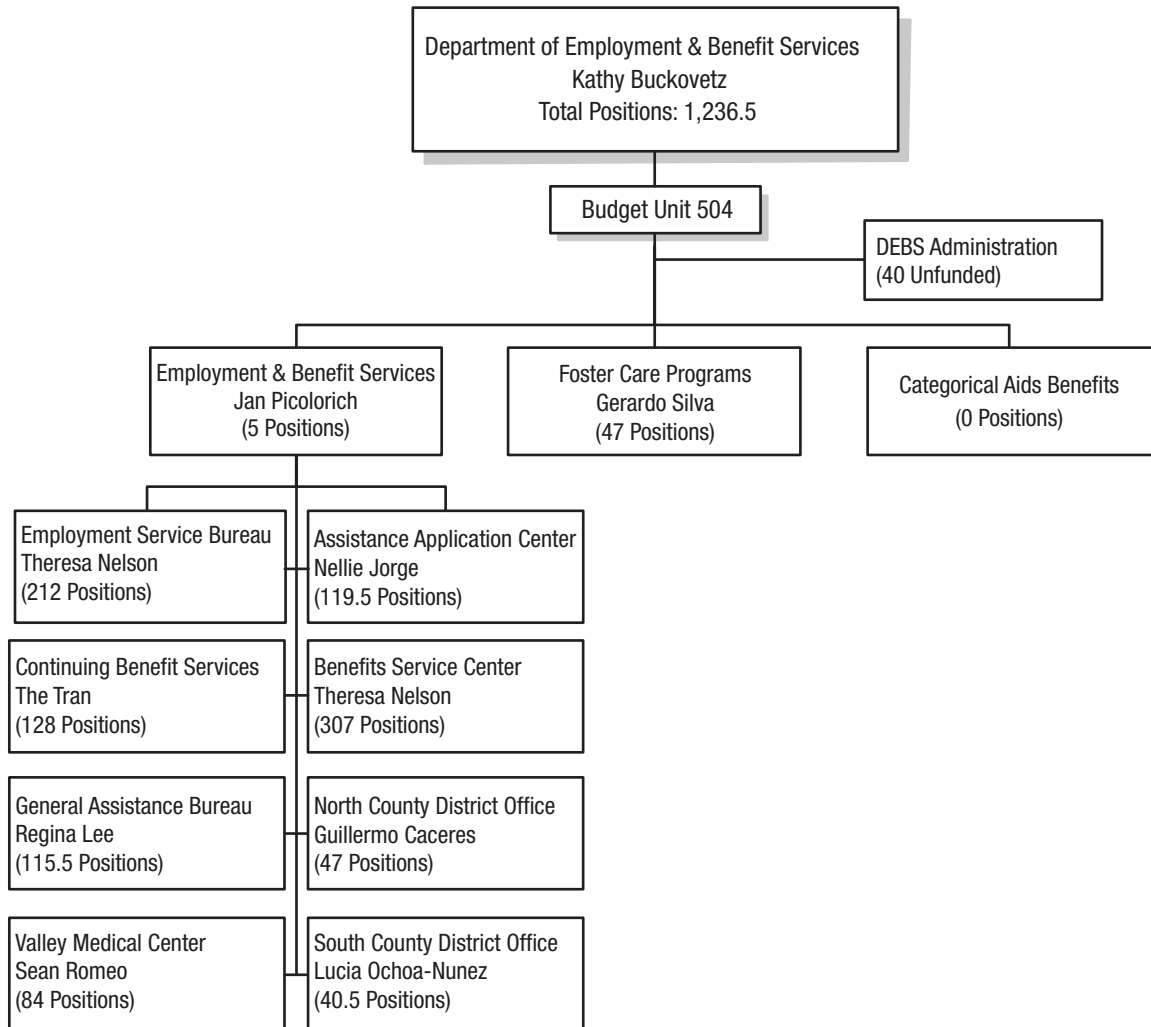 Department of Employment & Benefit Services
Kathy Buckovetz
Total Positions: 1,236.5
Budget Unit 504
DEBS Administration
(40 Unfunded)
Employment & Benefit Services
Jan Picolorich
(5 Positions)
Foster Care Programs
Gerardo Silva
(47 Positions)
Categorical Aids Benefits
(0 Positions)
Employment Service Bureau
Theresa Nelson
(212 Positions)
Assistance Application Center
Nellie Jorge
(119.5 Positions)
Continuing Benefit Services
The Tran
(128 Positions)
Benefits Service Center
Theresa Nelson
(307 Positions)
General Assistance Bureau
Regina Lee
(115.5 Positions)
North County District Office
Guillermo Caceres
(47 Positions)
Valley Medical Center
Sean Romeo
(84 Positions)
South County District Office
Lucia Ochoa-Nunez
(40.5 Positions)